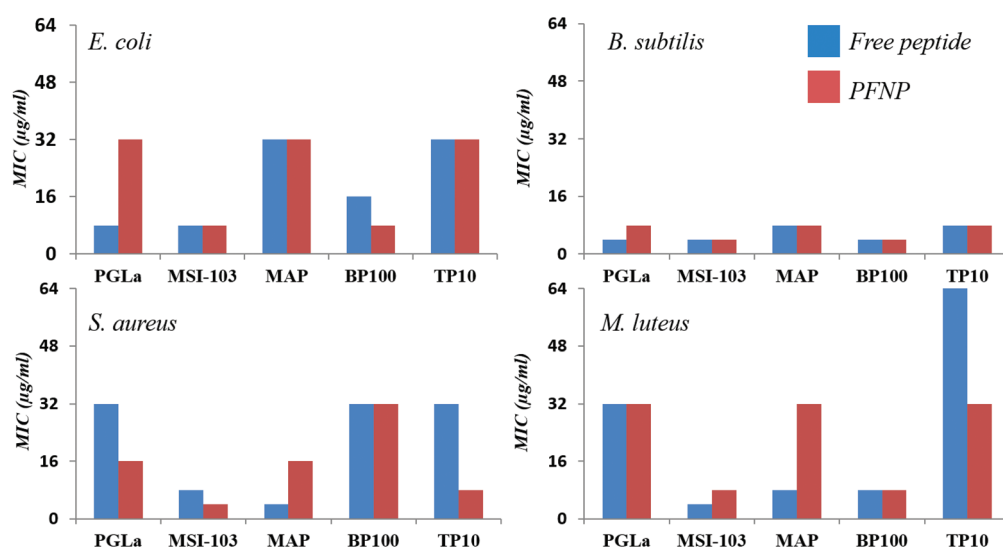 E. coli
MIC (µg/ml)
64
48
32
16
0
PGLa MSI-103 MAP BP100 TP10
B. subtilis
Free peptide
PFNP
MIC (µg/ml)
64
48
32
16
0
PGLa MSI-103 MAP BP100 TP10
S. aureus
MIC (µg/ml)
64
48
32
16
0
PGLa MSI-103 MAP BP100 TP10
M. luteus
MIC (µg/ml)
64
48
32
16
0
PGLa MSI-103 MAP BP100 TP10